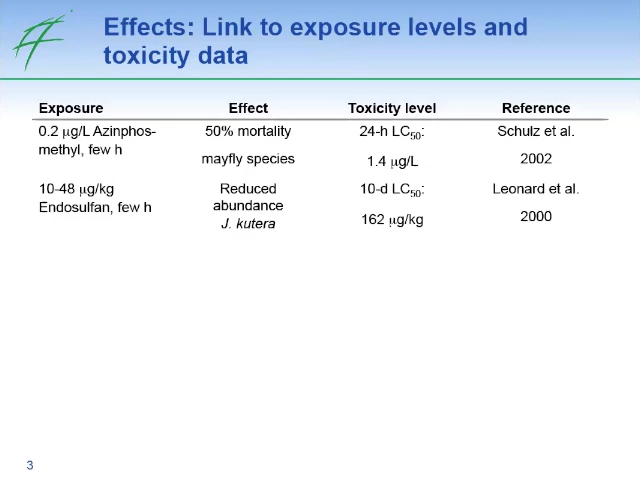 Effects: Link to exposure levels and
toxicity data
Exposure Effect Toxicity level Reference
0.2 µg/L Azinphos-
methyl, few h
50% mortality
mayfly species
24-h LC50:
1.4 µg/L
Schulz et al.
2002
10-48 µg/kg
Endosulfan, few h
Reduced
abundance
J. kutera
10-d LC50:
162 µg/kg
Leonard et al.
2000
3